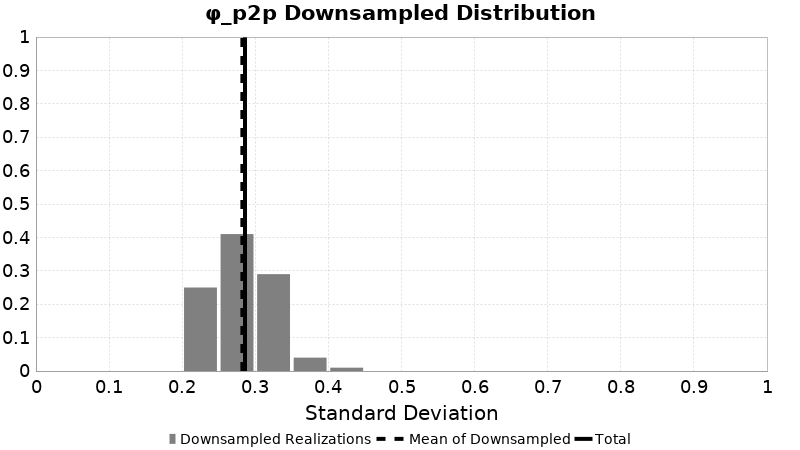 φ_p2p Downsampled Distribution
1
0.9
0.8
0.7
0.6
0.5
0.4
0.3
0.2
0.1
0
0 0.1 0.2 0.3 0.4 0.5 0.6 0.7 0.8 0.9 1
Standard Deviation
Downsampled Realizations Mean of Downsampled Total